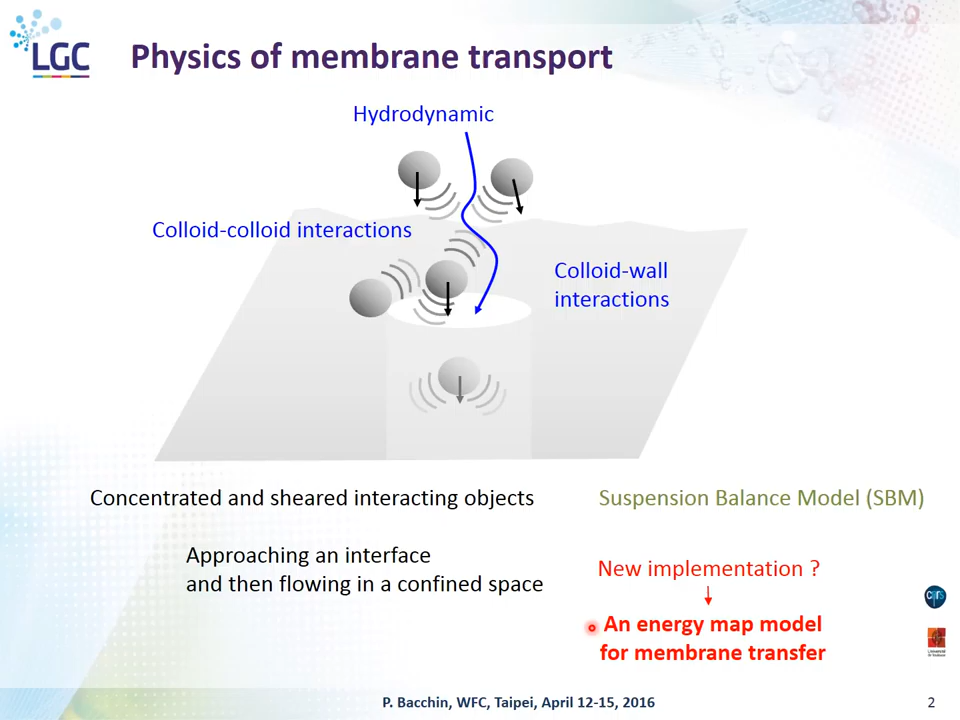 LGC
Physics of membrane transport
Hydrodynamic
Colloid-colloid interactions
Colloid-wall
interactions
Concentrated and sheared interacting objects
Suspension Balance Model (SBM)
Approaching an interface
and then flowing in a confined space
New implementation ?
An energy map model
for membrane transfer
cnrs
P. Bacchin, WFC, Taipei, April 12-15, 2016
2